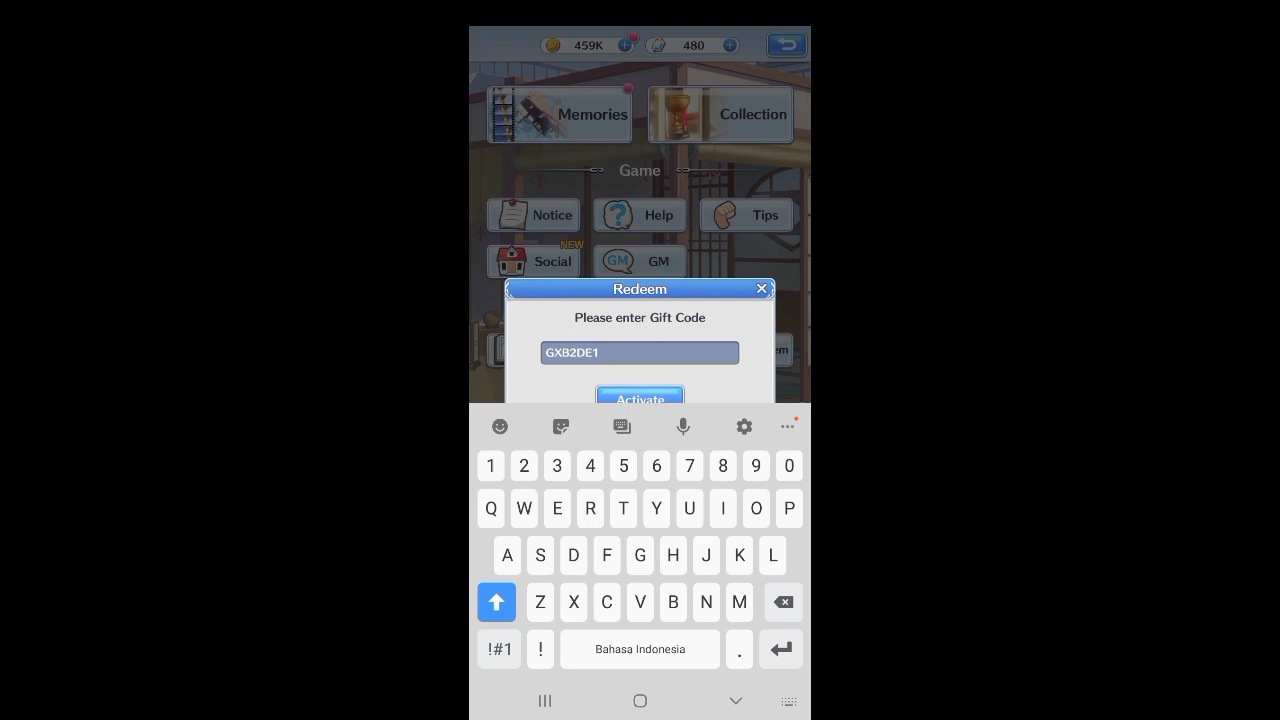 459K 480
Memories Collection
Game
Notice Help Tips
NEW
Social GM GM
Redeem
Please enter Gift Code
GXB2DE1
em
Activate
1 2 3 4 5 6 7 8 9 0
Q W E R T Y U I O P
A S D F G H J K L
Z X C V B N M
!#1 ! Bahasa Indonesia .